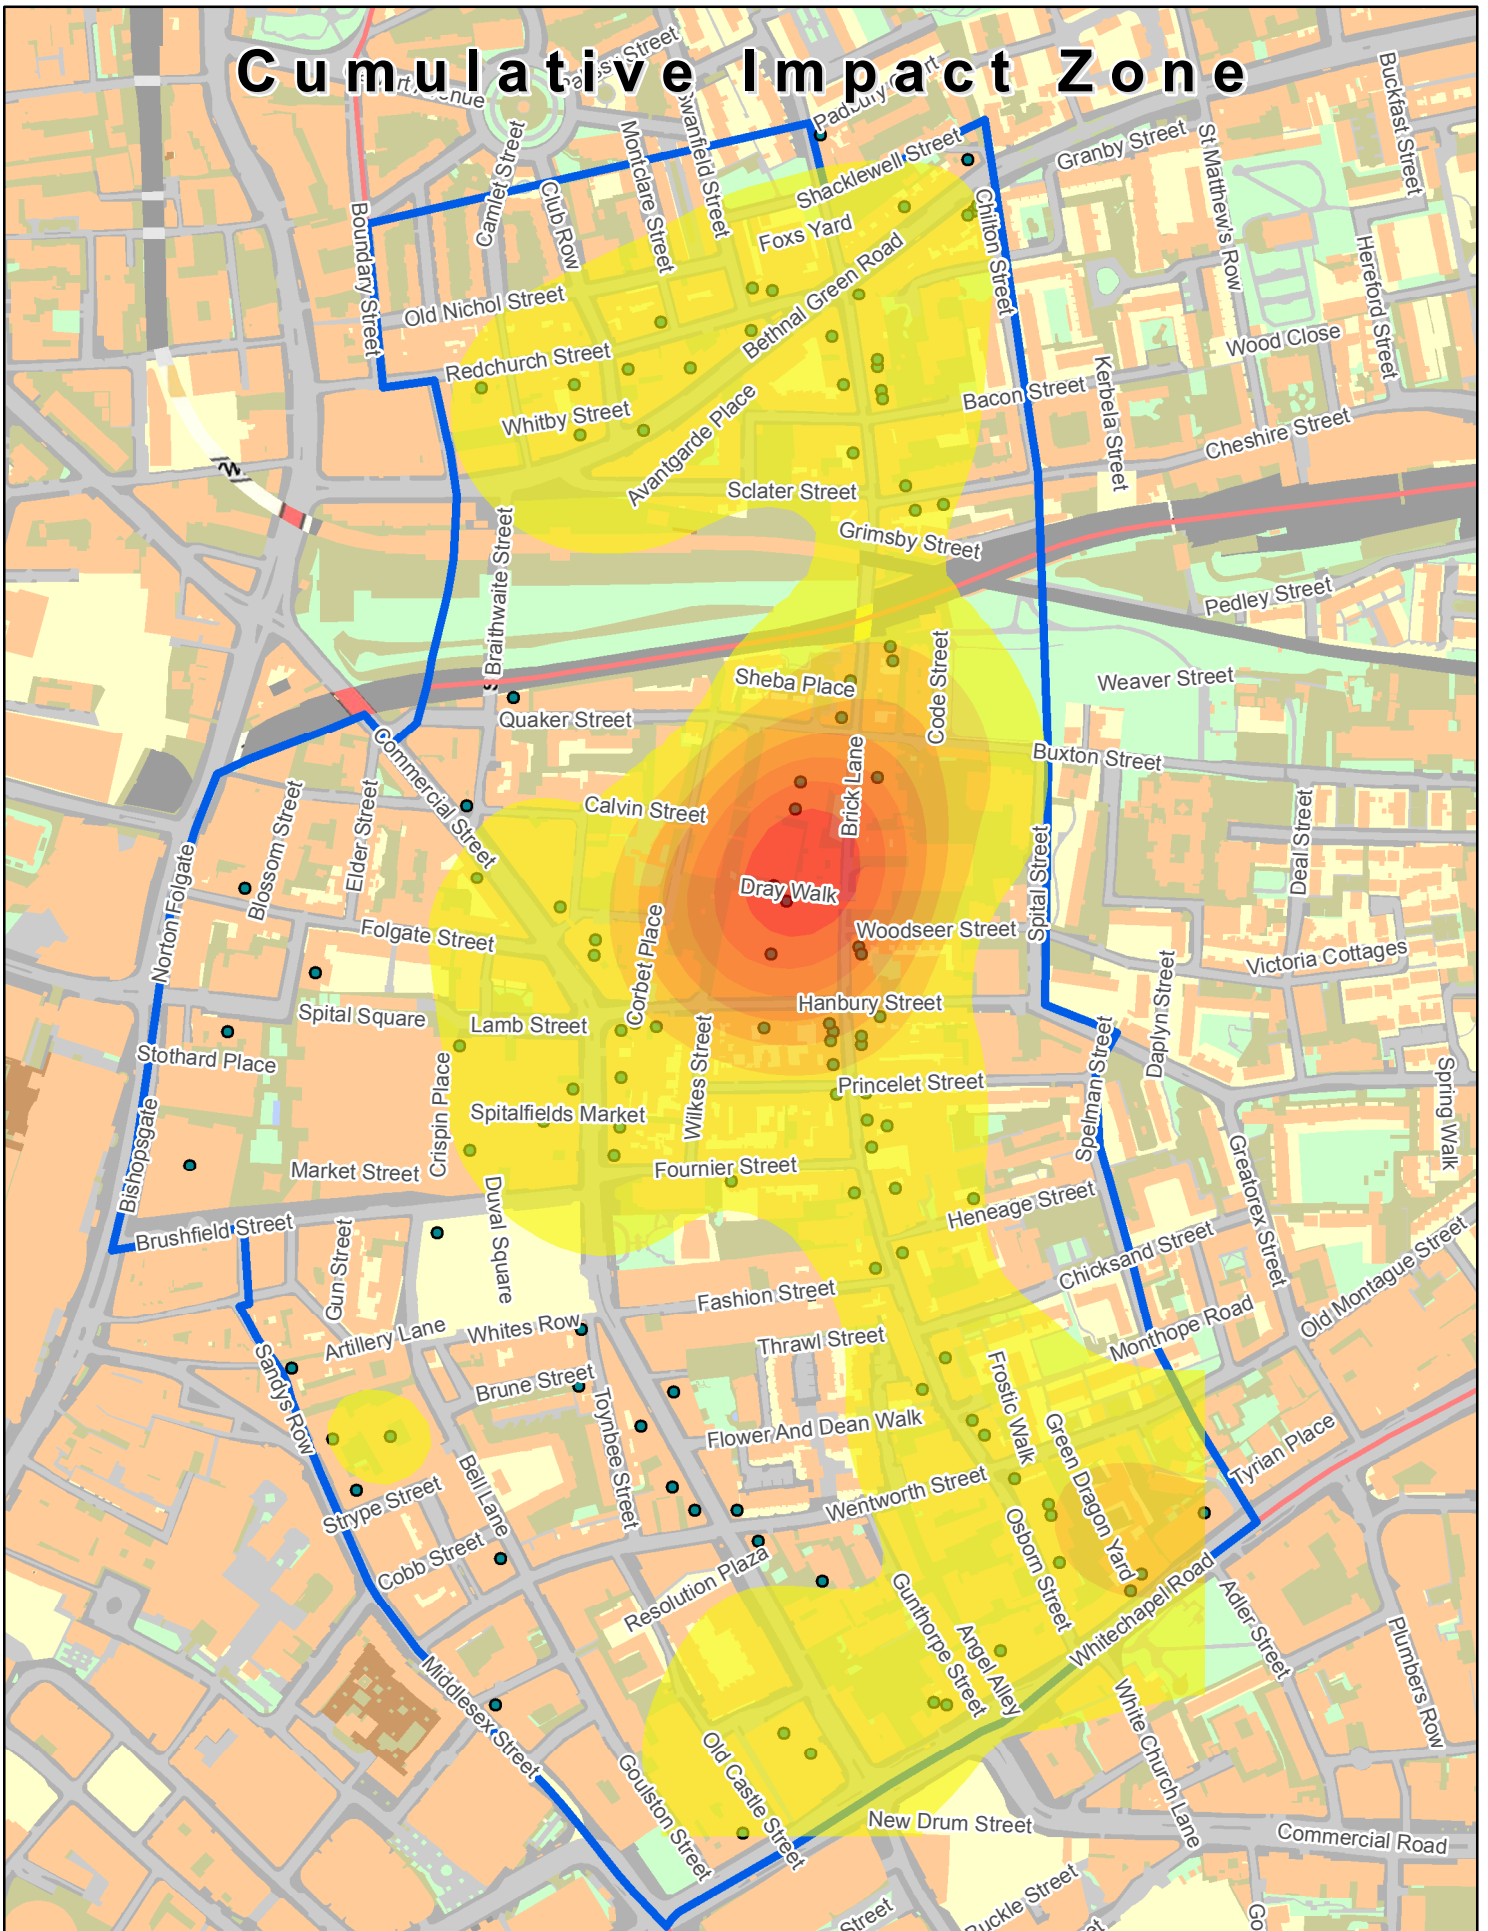 Cumulative Impact Zone
Padbury Court
Swanfield Street
Buckfast Street
Granby Street
St Matthew's Row
Shacklewell Street
Camlet Street
Montclare Street
Club Row
Boundary Street
Chilton Street
Foxs Yard
Hereford Street
Old Nichol Street
Bethnal Green Road
Wood Close
Redchurch Street
Kerbela Street
Bacon Street
Whitby Street
Avantgarde Place
Cheshire Street
Sclater Street
Grimsby Street
Braithwaite Street
Pedley Street
Code Street
Sheba Place
Weaver Street
Quaker Street
Commercial Street
Buxton Street
Brick Lane
Calvin Street
Blossom Street
Elder Street
Deal Street
Spital Street
Norton Folgate
Dray Walk
Folgate Street
Corbet Place
Woodseer Street
Victoria Cottages
Daplyn Street
Hanbury Street
Spital Square
Lamb Street
Wilkes Street
Spelman Street
Stothard Place
Crispin Place
Princelet Street
Spring Walk
Spitalfields Market
Bishopsgate
Market Street
Fournier Street
Greatorex Street
Duval Square
Heneage Street
Brushfield Street
Gun Street
Chicksand Street
Old Montague Street
Fashion Street
Artillery Lane
Whites Row
Thrawl Street
Monthope Road
Sandys Row
Brune Street
Toynbee Street
Frostic Walk
Flower And Dean Walk
Green Dragon Yard
Tyrian Place
Bell Lane
Strype Street
Wentworth Street
Osborn Street
Cobb Street
Resolution Plaza
Gunthorpe Street
Angel Alley
Whitechapel Road
Adler Street
Plumbers Row
Middlesex Street
White Church Lane
Old Castle Street
Goulston Street
New Drum Street
Commercial Road
Buckle Street
Street